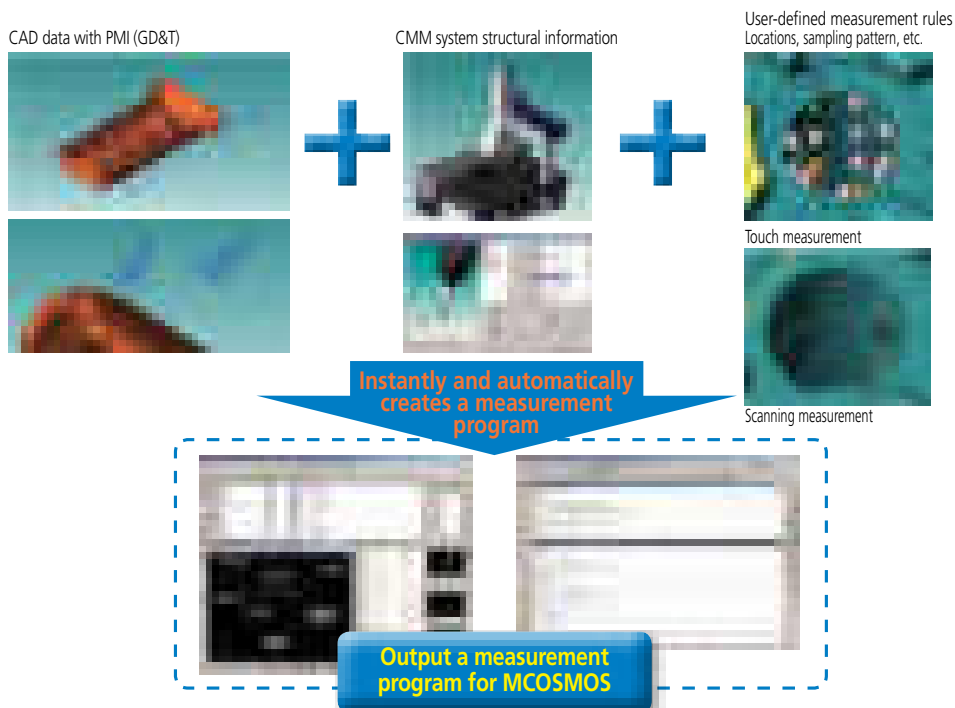 CAD data with PMI (GD&T)
CMM system structural information
User-defined measurement rules
Locations, sampling pattern, etc.
Touch measurement
Scanning measurement
Instantly and automatically
creates a measurement
program
Output a measurement
program for MCOSMOS